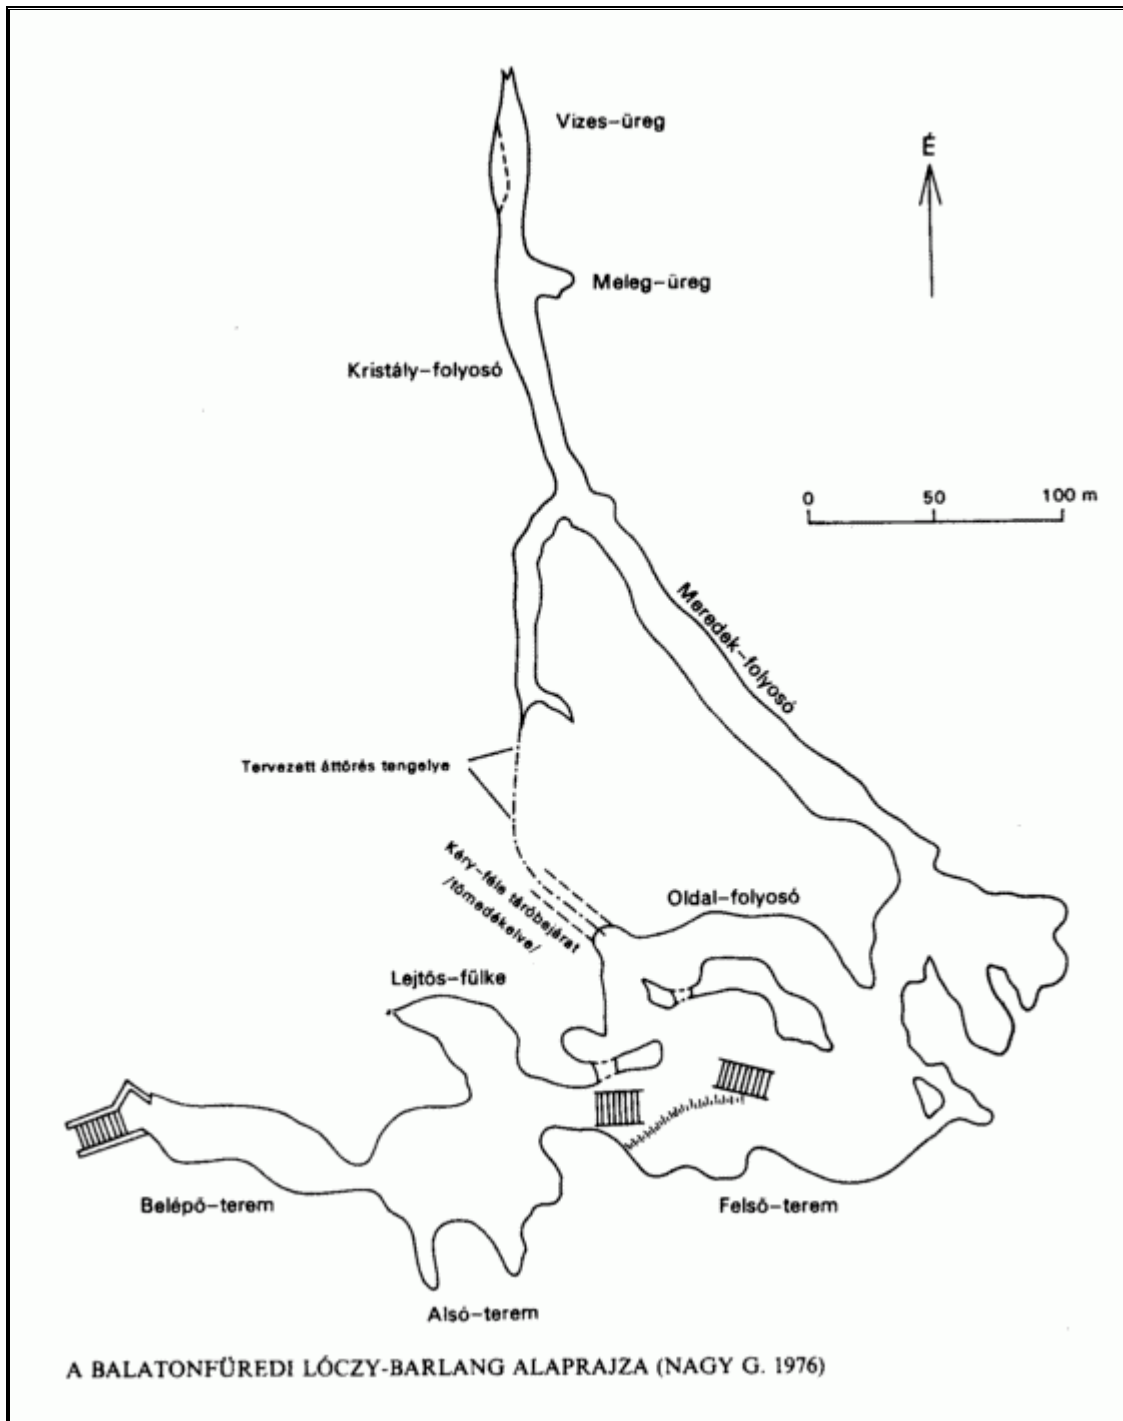 Vizes-üreg
É
Meleg-üreg
Kristály-folyosó
0 50 100 m
Meredek-folyosó
Tervezett áttörés tengelye
Kéry-féle táróbejárat
/tömedékelve/
Oldal-folyosó
Lejtős-fülke
Belépő-terem
Felső-terem
Alsó-terem
A BALATONFÜREDI LÓCZY-BARLANG ALAPRAJZA (NAGY G. 1976)